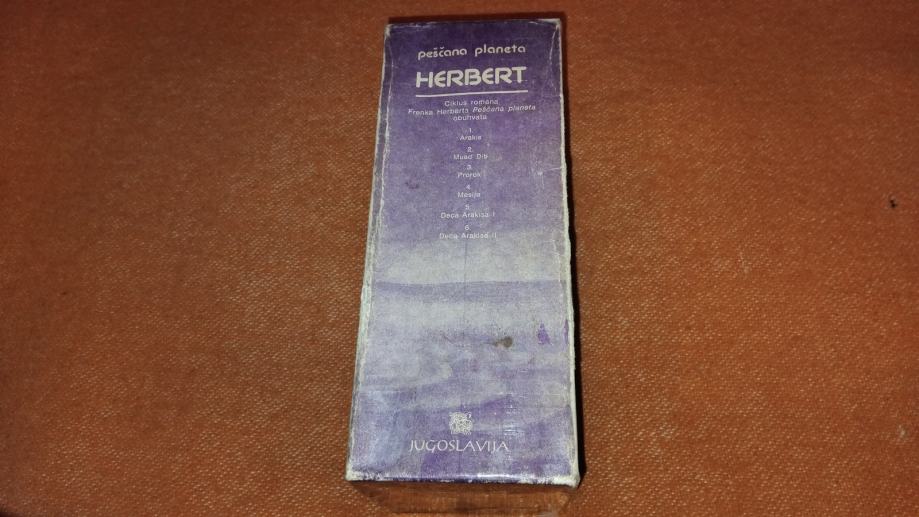 pešćana planeta
HERBERT
Ciklus romana
Frenka Herberta Peščana planeta
obuhvata
1.
Arakis
2.
Muad Dib
3.
Prorok
4.
Mesija
5.
Deca Arakisa I
6.
Deca Arakisa II
JUGOSLAVIJA